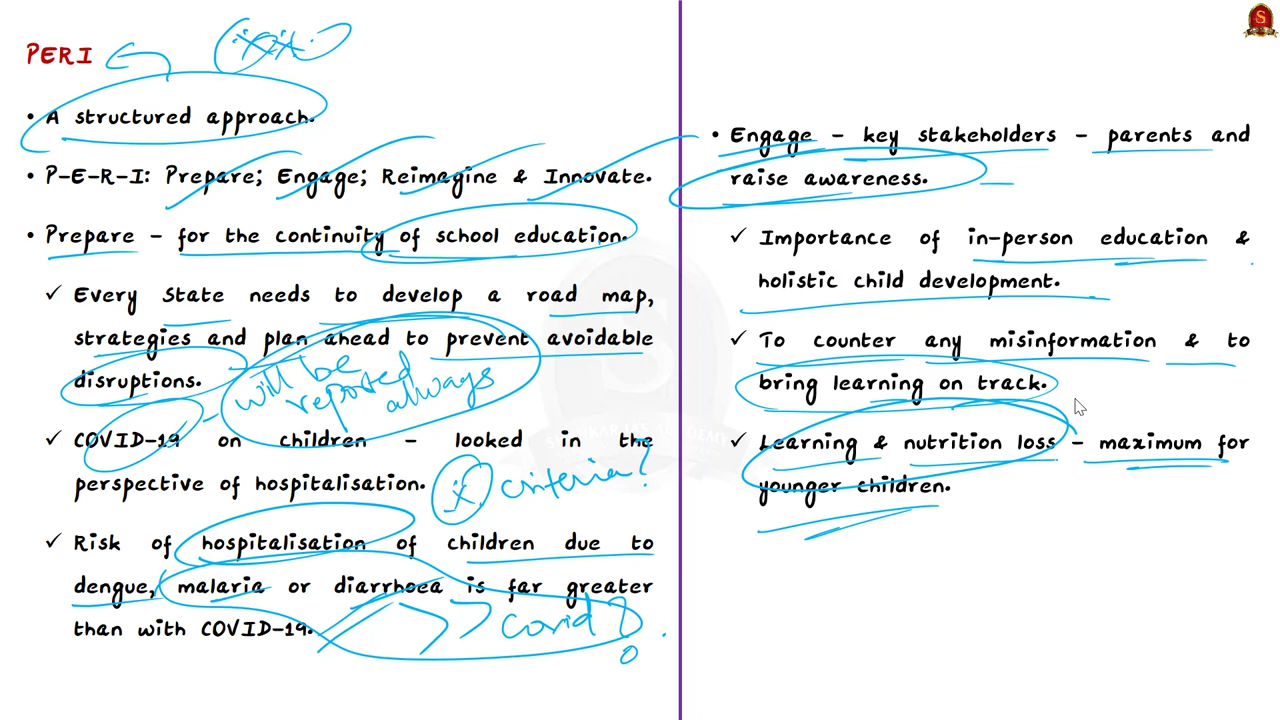 PERI
• A structured approach.
• P-E-R-I: Prepare; Engage; Reimagine & Innovate.
• Prepare – for the continuity of school education.
✓ Every State needs to develop a road map,
strategies and plan ahead to prevent avoidable
disruptions.
will be
reported
always
✓ COVID-19 on children – looked in the
perspective of hospitalisation.
criteria?
✓ Risk of hospitalisation of children due to
dengue, malaria or diarrhoea is far greater
than with COVID-19.
>> Covid
• Engage – key stakeholders – parents and
raise awareness.
✓ Importance of in-person education &
holistic child development.
✓ To counter any misinformation & to
bring learning on track.
✓ Learning & nutrition loss – maximum for
younger children.